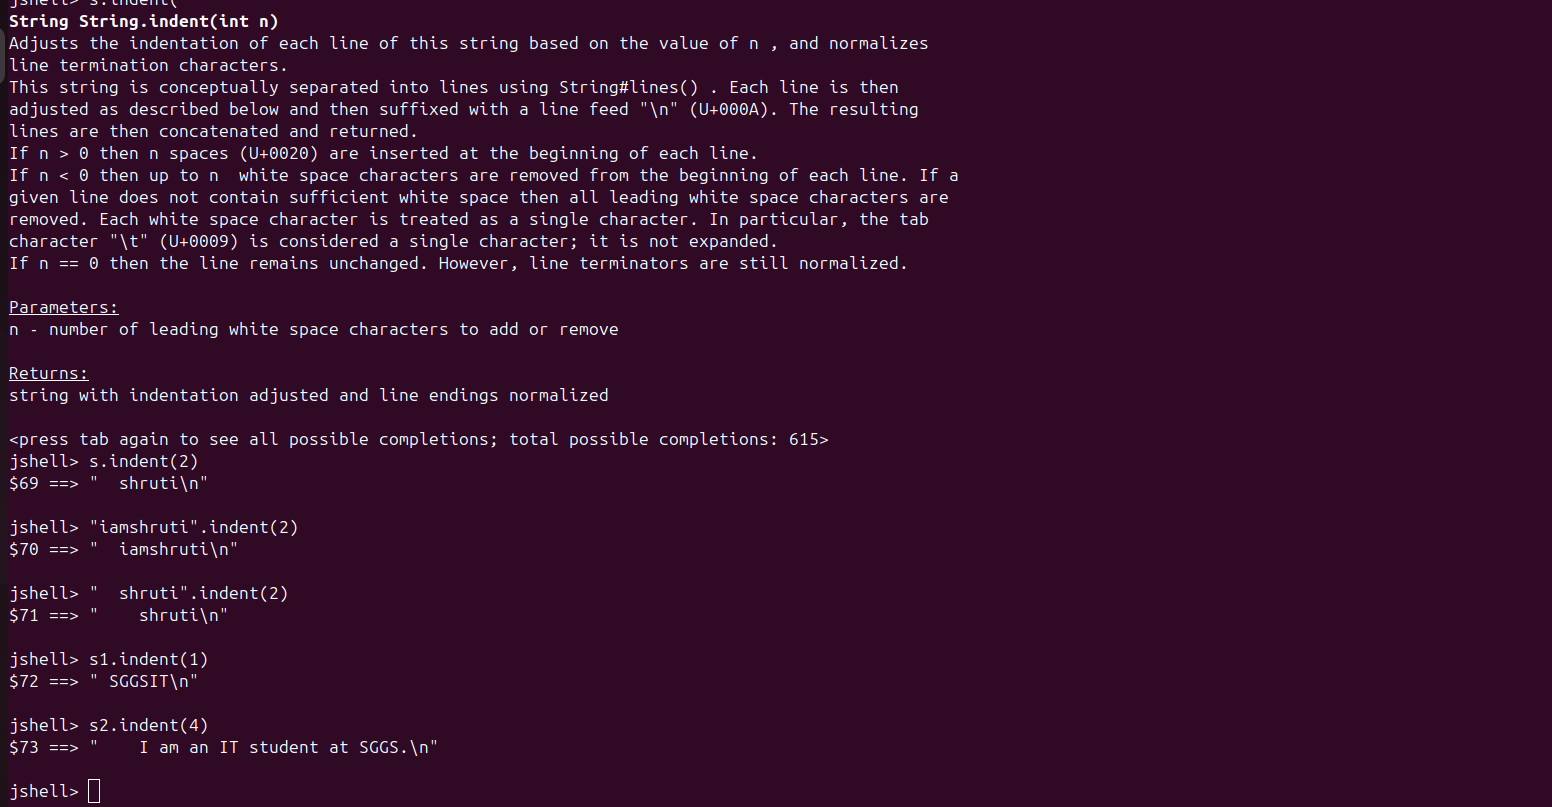 jshell> s.indent(
String String.indent(int n)
Adjusts the indentation of each line of this string based on the value of n , and normalizes
line termination characters.
This string is conceptually separated into lines using String#lines() . Each line is then
adjusted as described below and then suffixed with a line feed "\n" (U+000A). The resulting
lines are then concatenated and returned.
If n > 0 then n spaces (U+0020) are inserted at the beginning of each line.
If n < 0 then up to n  white space characters are removed from the beginning of each line. If a
given line does not contain sufficient white space then all leading white space characters are
removed. Each white space character is treated as a single character. In particular, the tab
character "\t" (U+0009) is considered a single character; it is not expanded.
If n == 0 then the line remains unchanged. However, line terminators are still normalized.

Parameters:
n - number of leading white space characters to add or remove

Returns:
string with indentation adjusted and line endings normalized

<press tab again to see all possible completions; total possible completions: 615>
jshell> s.indent(2)
$69 ==> "  shruti\n"

jshell> "iamshruti".indent(2)
$70 ==> "  iamshruti\n"

jshell> "  shruti".indent(2)
$71 ==> "    shruti\n"

jshell> s1.indent(1)
$72 ==> " SGGSIT\n"

jshell> s2.indent(4)
$73 ==> "    I am an IT student at SGGS.\n"

jshell>